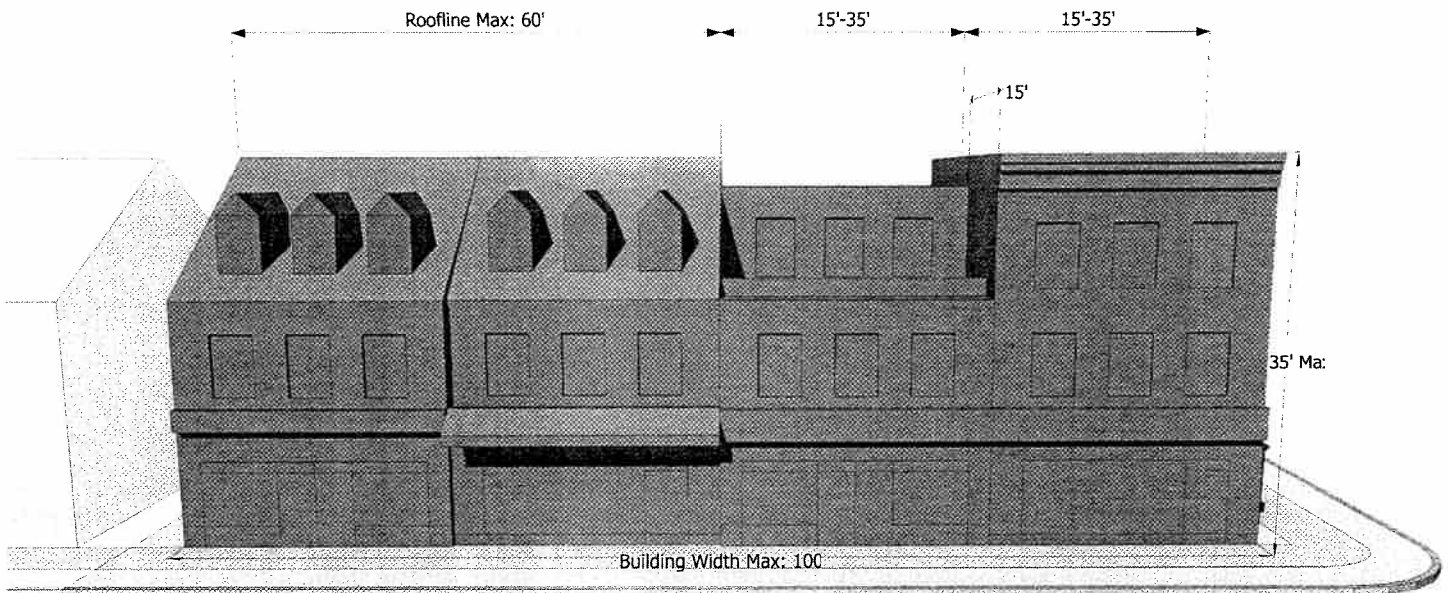 Roofline Max: 60'
15'-35'
15'-35'
15'
35' Ma:
Building Width Max: 100